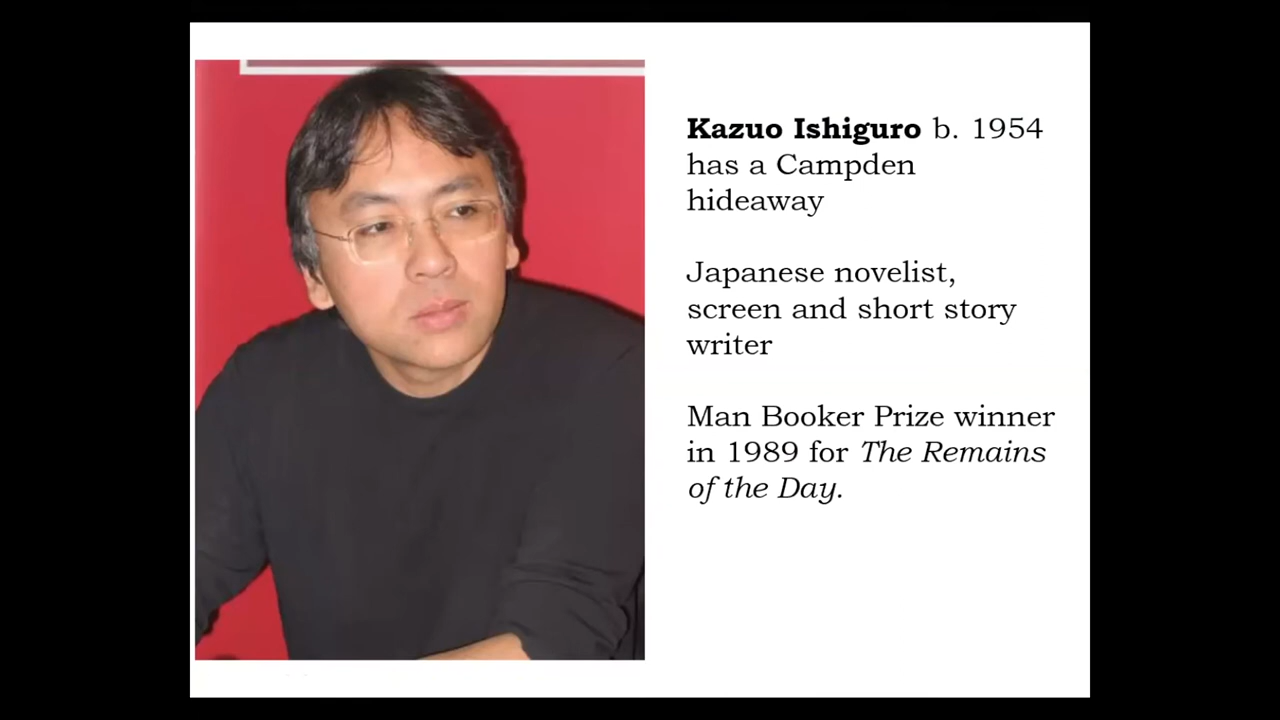 Kazuo Ishiguro b. 1954
has a Campden
hideaway
Japanese novelist,
screen and short story
writer
Man Booker Prize winner
in 1989 for The Remains
of the Day.